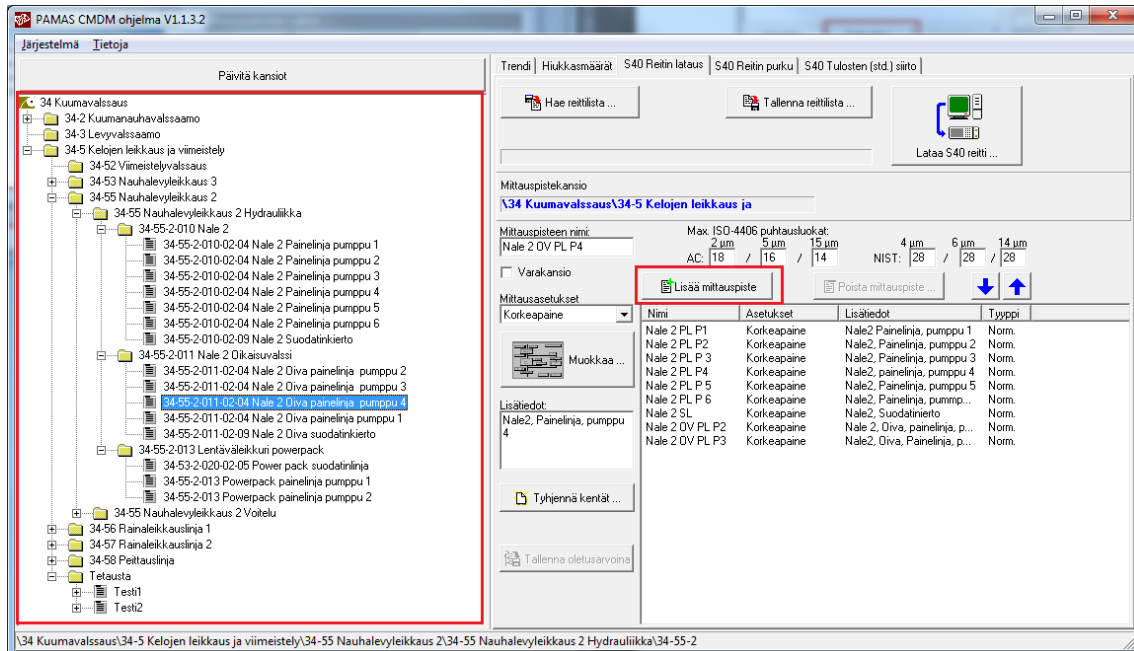 PAMAS CMDM ohjelma V1.1.3.2
Järjestelmä Tietoja
Päivitä kansiot
34 Kuumavalssaus
34-2 Kuumanauhavalssaamo
34-3 Levyvalssaamo
34-5 Kelojen leikkaus ja viimeistely
34-52 Viimeistelyvalssaus
34-53 Nauhalevyleikkaus 3
34-55 Nauhalevyleikkaus 2
34-55 Nauhalevyleikkaus 2 Hydrauliikka
34-55-2-010 Nale 2
34-55-2-010-02-04 Nale 2 Painelinja pumppu 1
34-55-2-010-02-04 Nale 2 Painelinja pumppu 2
34-55-2-010-02-04 Nale 2 Painelinja pumppu 3
34-55-2-010-02-04 Nale 2 Painelinja pumppu 4
34-55-2-010-02-04 Nale 2 Painelinja pumppu 5
34-55-2-010-02-04 Nale 2 Painelinja pumppu 6
34-55-2-010-02-09 Nale 2 Suodatinkierto
34-55-2-011 Nale 2 Oikaisuvalssi
34-55-2-011-02-04 Nale 2 Oiva painelinja pumppu 2
34-55-2-011-02-04 Nale 2 Oiva painelinja pumppu 3
34-55-2-011-02-04 Nale 2 Oiva painelinja pumppu 4
34-55-2-011-02-04 Nale 2 Oiva painelinja pumppu 1
34-55-2-011-02-09 Nale 2 Oiva suodatinkierto
34-55-2-013 Lentäväleikkuri powerpack
34-53-2-020-02-05 Power pack suodatinlinja
34-55-2-013 Powerpack painelinja pumppu 1
34-55-2-013 Powerpack painelinja pumppu 2
34-55 Nauhalevyleikkaus 2 Voitelu
34-56 Rainaleikkauslinja 1
34-57 Rainaleikkauslinja 2
34-58 Peittauslinja
Tetausta
Testi1
Testi2
Trendi Hiukkasmäärät S40 Reitin lataus S40 Reitin purku S40 Tulosten (std.) siirto
Hae reittilista ... Tallenna reittilista ...
Lataa S40 reitti ...
Mittauspistekansio
\34 Kuumavalssaus\34-5 Kelojen leikkaus ja
Mittauspisteen nimi: Max. ISO-4406 puhtausluokat:
2 µm 5 µm 15 µm 4 µm 6 µm 14 µm
Nale 2 OV PL P4 AC: 18 / 16 / 14 NIST: 28 / 28 / 28
Varakansio
Lisää mittauspiste Poista mittauspiste ...
Mittausasetukset
Korkeapaine
Muokkaa ...
Lisätiedot:
Nale2, Painelinja, pumppu
4
Tyhjennä kentät ...
Tallenna oletusarvoina
Nimi Asetukset Lisätiedot Tyyppi
Nale 2 PL P1 Korkeapaine Nale2 Painelinja, pumppu 1 Norm.
Nale 2 PL P2 Korkeapaine Nale2, Painelinja, pumppu 2 Norm.
Nale 2 PL P 3 Korkeapaine Nale2, Painelinja, pumppu 3 Norm.
Nale 2 PL P4 Korkeapaine Nale2, painelinja, pumppu 4 Norm.
Nale 2 PL P 5 Korkeapaine Nale2, Painelinja, pumppu 5 Norm.
Nale 2 PL P 6 Korkeapaine Nale2, Painelinja, pummp... Norm.
Nale 2 SL Korkeapaine Nale2, Suodatinierto Norm.
Nale 2 OV PL P2 Korkeapaine Nale 2, Oiva, painelinja, p... Norm.
Nale 2 OV PL P3 Korkeapaine Nale2, Oiva, Painelinja, p... Norm.
\34 Kuumavalssaus\34-5 Kelojen leikkaus ja viimeistely\34-55 Nauhalevyleikkaus 2\34-55 Nauhalevyleikkaus 2 Hydrauliikka\34-55-2